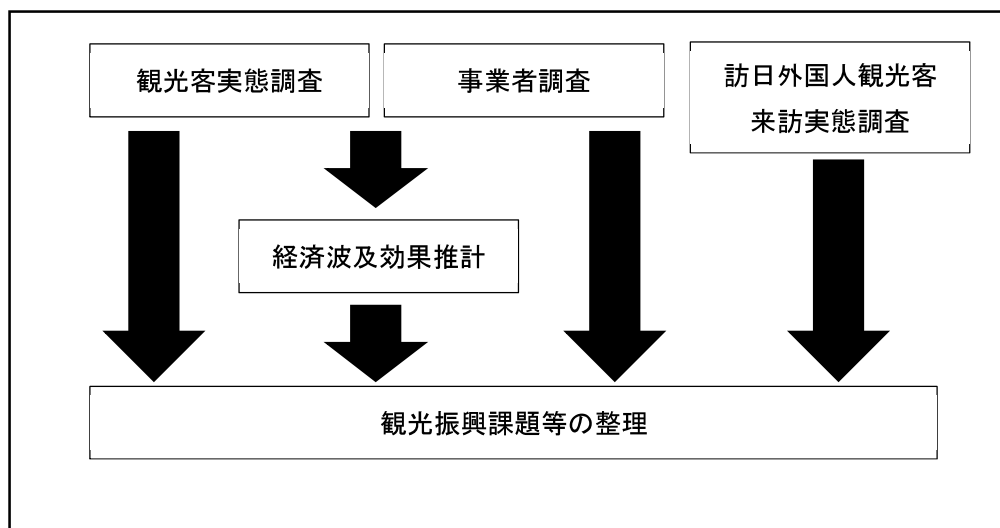 観光客実態調査
事業者調査
訪日外国人観光客
来訪実態調査
経済波及効果推計
観光振興課題等の整理